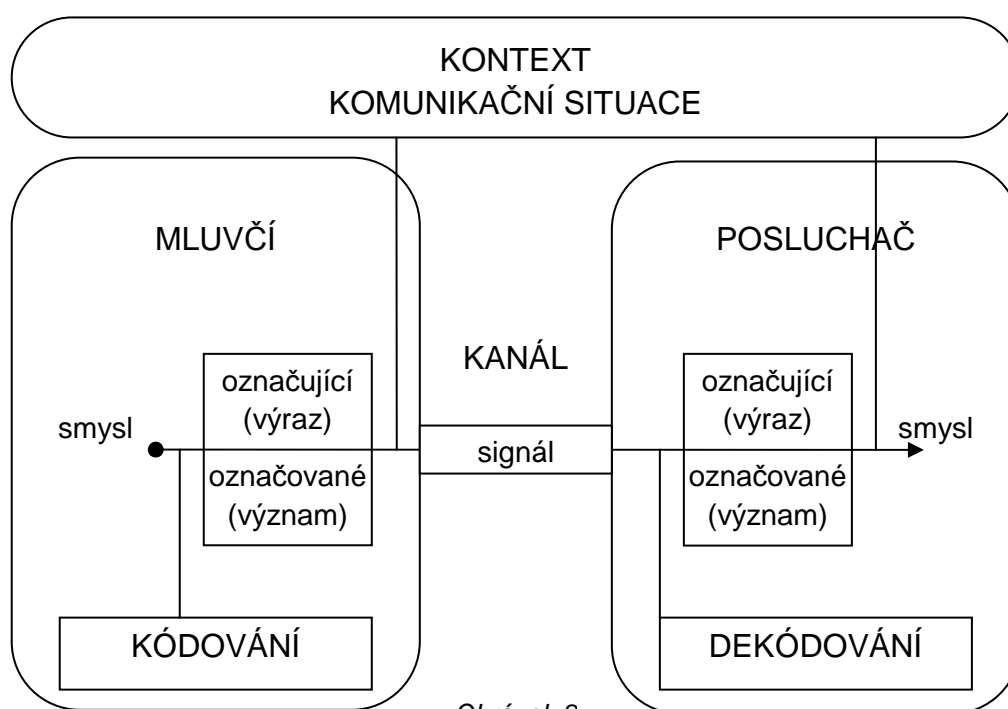 KONTEXT
KOMUNIKAČNÍ SITUACE
MLUVČÍ
POSLUCHAČ
KANÁL
označující
(výraz)
označující
(výraz)
smysl
smysl
signál
označované
(význam)
označované
(význam)
KÓDOVÁNÍ
DEKÓDOVÁNÍ